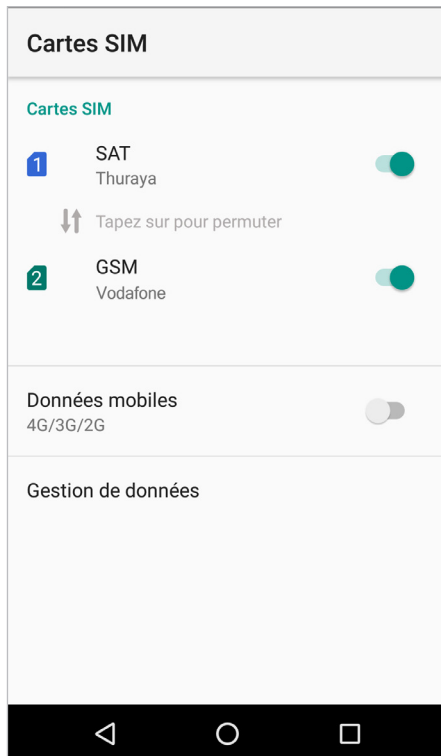 Cartes SIM
Cartes SIM
1
SAT
Thuraya
Tapez sur pour permuter
2
GSM
Vodafone
Données mobiles
4G/3G/2G
Gestion de données